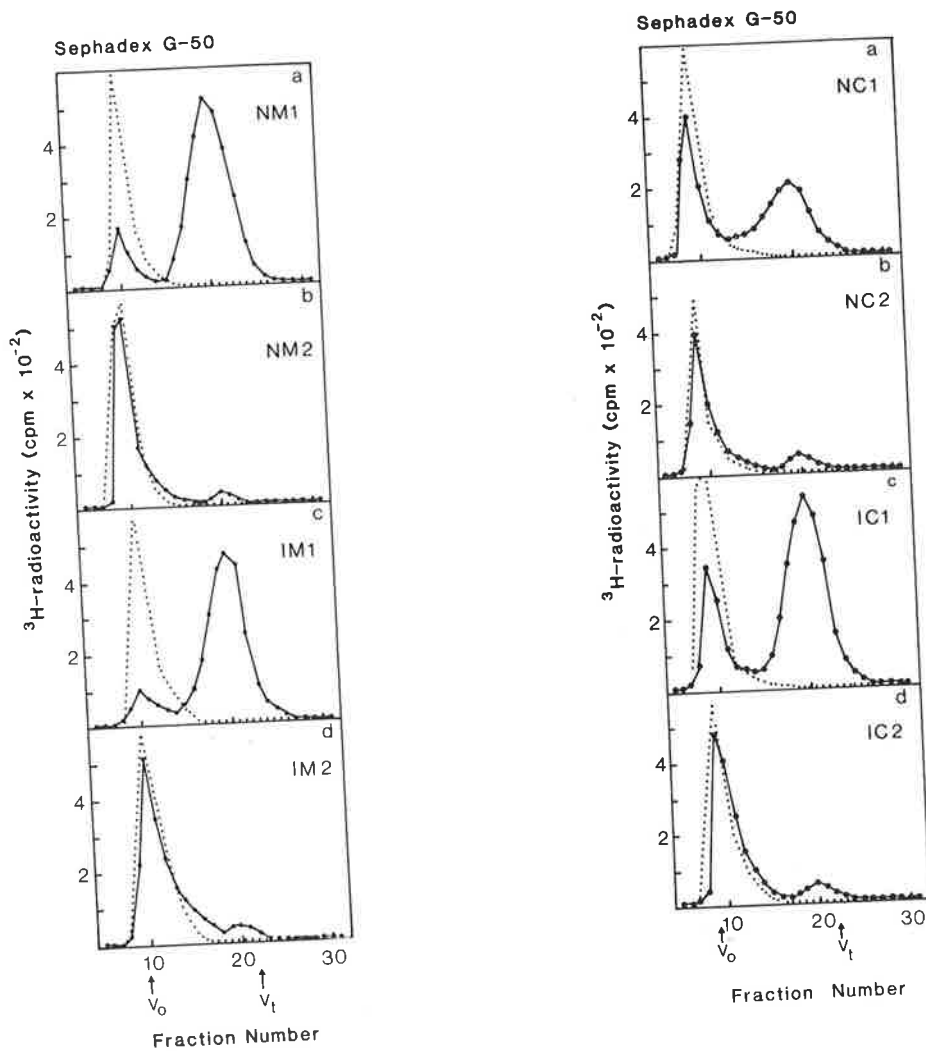 Sephadex G-50
a
NM1
4
2
b
NM2
4
2
c
IM1
4
2
d
IM2
4
2
10 20 30
Vo Vt
Fraction Number
³H-radioactivity (cpm x 10⁻²)
Sephadex G-50
a
NC1
4
2
b
NC2
4
2
c
IC1
4
2
d
IC2
4
2
10 20 30
Vo Vt
Fraction Number
³H-radioactivity (cpm x 10⁻²)